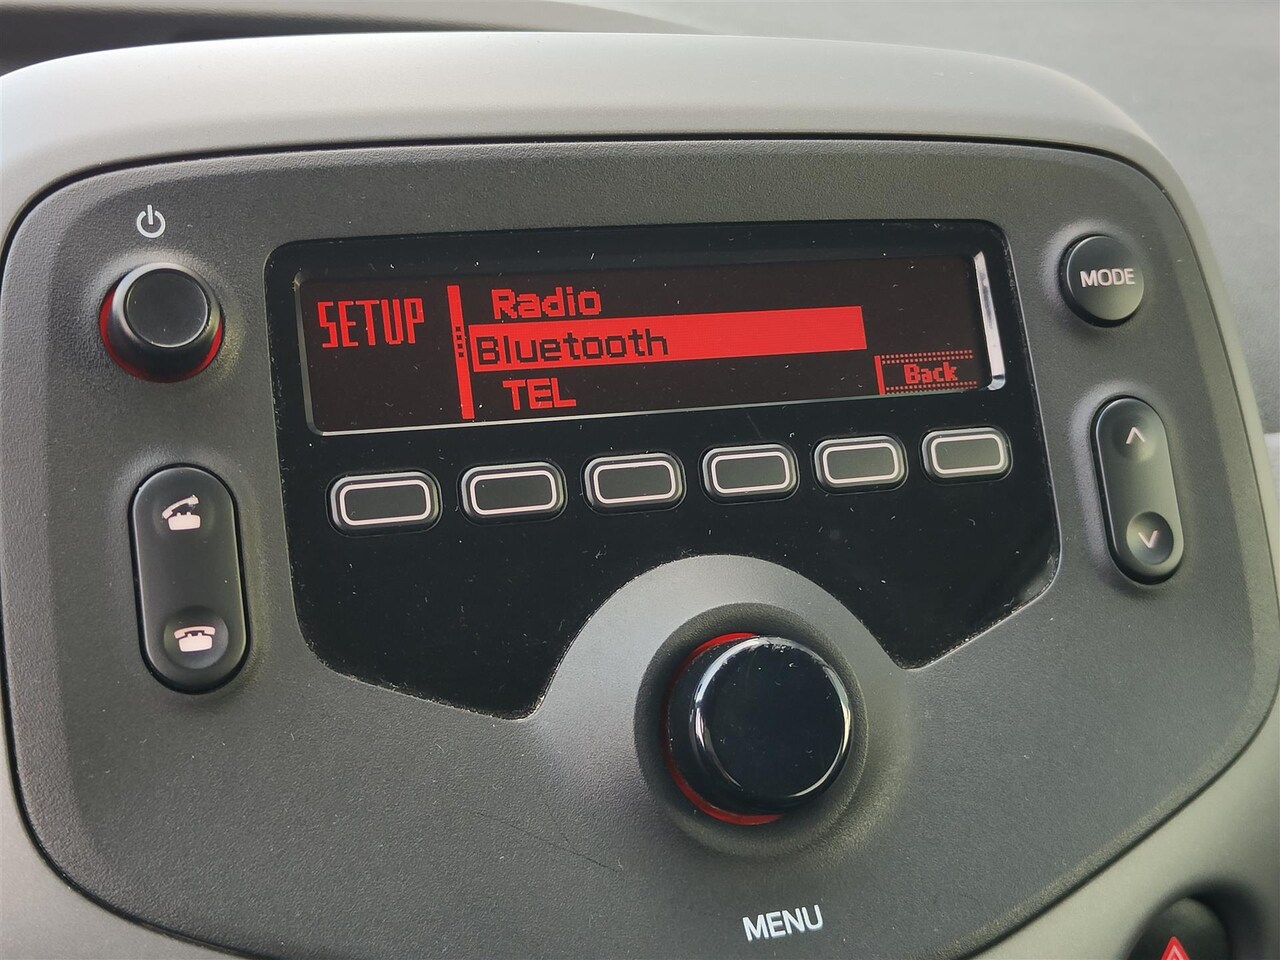 SETUP
Radio
Bluetooth
TEL
Back
MODE
MENU